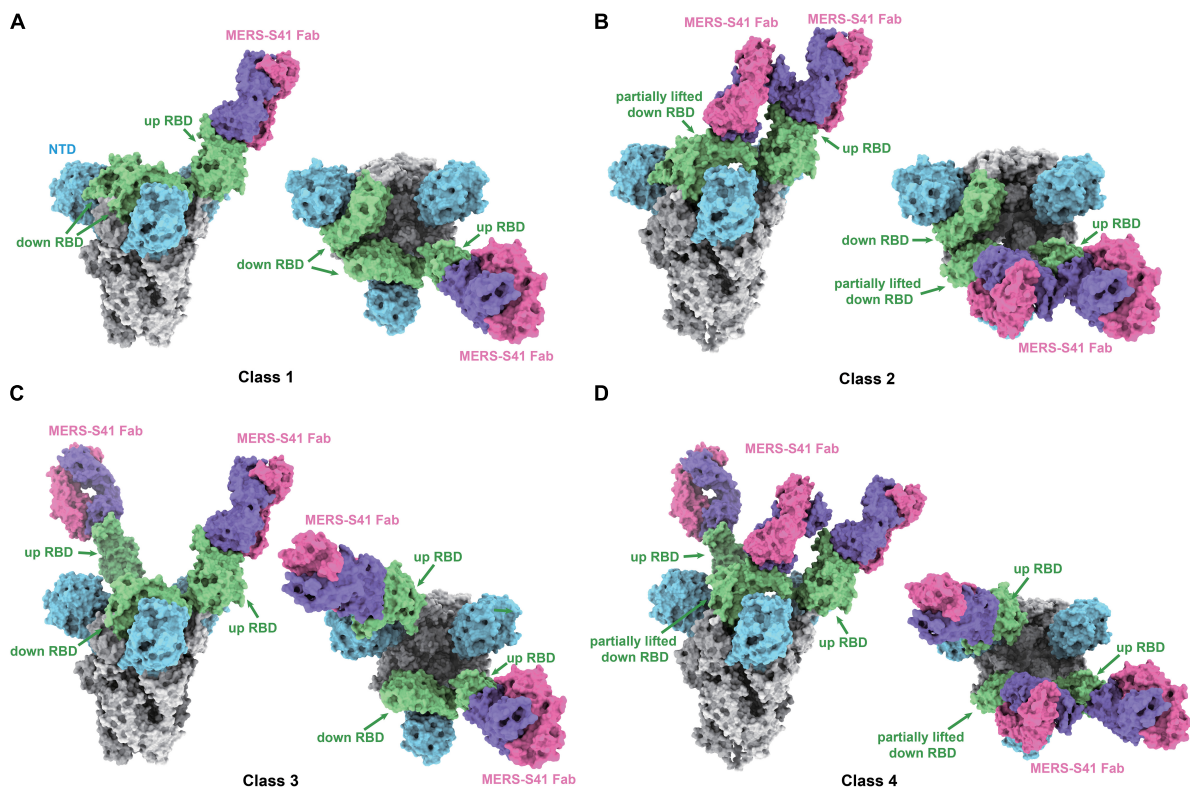 A
MERS-S41 Fab
up RBD
NTD
down RBD
up RBD
down RBD
MERS-S41 Fab
Class 1
B
MERS-S41 Fab
MERS-S41 Fab
partially lifted
down RBD
up RBD
up RBD
down RBD
partially lifted
down RBD
MERS-S41 Fab
Class 2
C
MERS-S41 Fab
MERS-S41 Fab
MERS-S41 Fab
up RBD
up RBD
up RBD
down RBD
up RBD
down RBD
MERS-S41 Fab
Class 3
D
MERS-S41 Fab
up RBD
up RBD
partially lifted
down RBD
up RBD
up RBD
partially lifted
down RBD
MERS-S41 Fab
Class 4